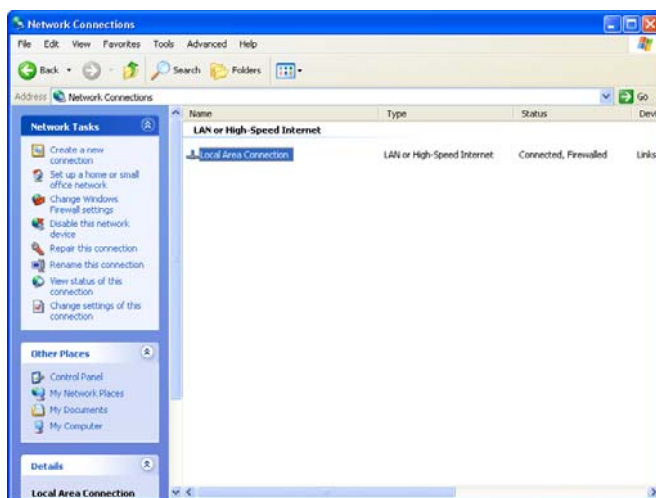 Network Connections
File Edit View Favorites Tools Advanced Help
Back Search Folders
Address Network Connections Go
Name Type Status Devi
Network Tasks
LAN or High-Speed Internet
Create a new
connection
Local Area Connection LAN or High-Speed Internet Connected, Firewalled Links
Set up a home or small
office network
Change Windows
Firewall settings
Disable this network
device
Repair this connection
Rename this connection
View status of this
connection
Change settings of this
connection
Other Places
Control Panel
My Network Places
My Documents
My Computer
Details
Local Area Connection